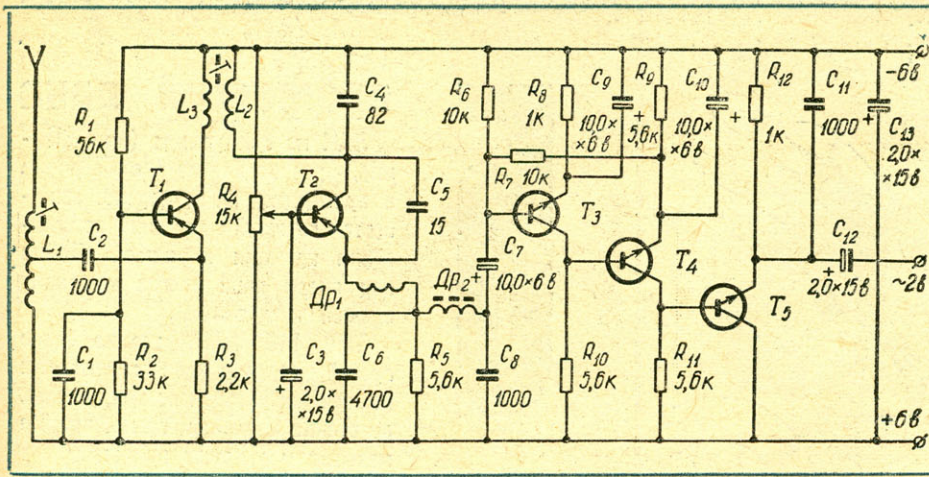 R₁
56к
L₁
C₂
1000
C₁
1000
R₂
33к
T₁
R₃
2,2к
L₃
L₂
R₄
15к
T₂
C₃
2,0×
×15в
C₄
82
C₅
15
Др₁
C₆
4700
Др₂
R₅
5,6к
R₆
10к
R₇ 10к
C₇
10,0×6в
C₈
1000
R₈
1к
C₉
10,0×
×6в
T₃
R₁₀
5,6к
R₉
5,6к
C₁₀
10,0×
×6в
T₄
R₁₁
5,6к
R₁₂
1к
T₅
C₁₁
1000
C₁₂
2,0×15в
C₁₃
2,0×
×15в
-6в
~2в
+6в